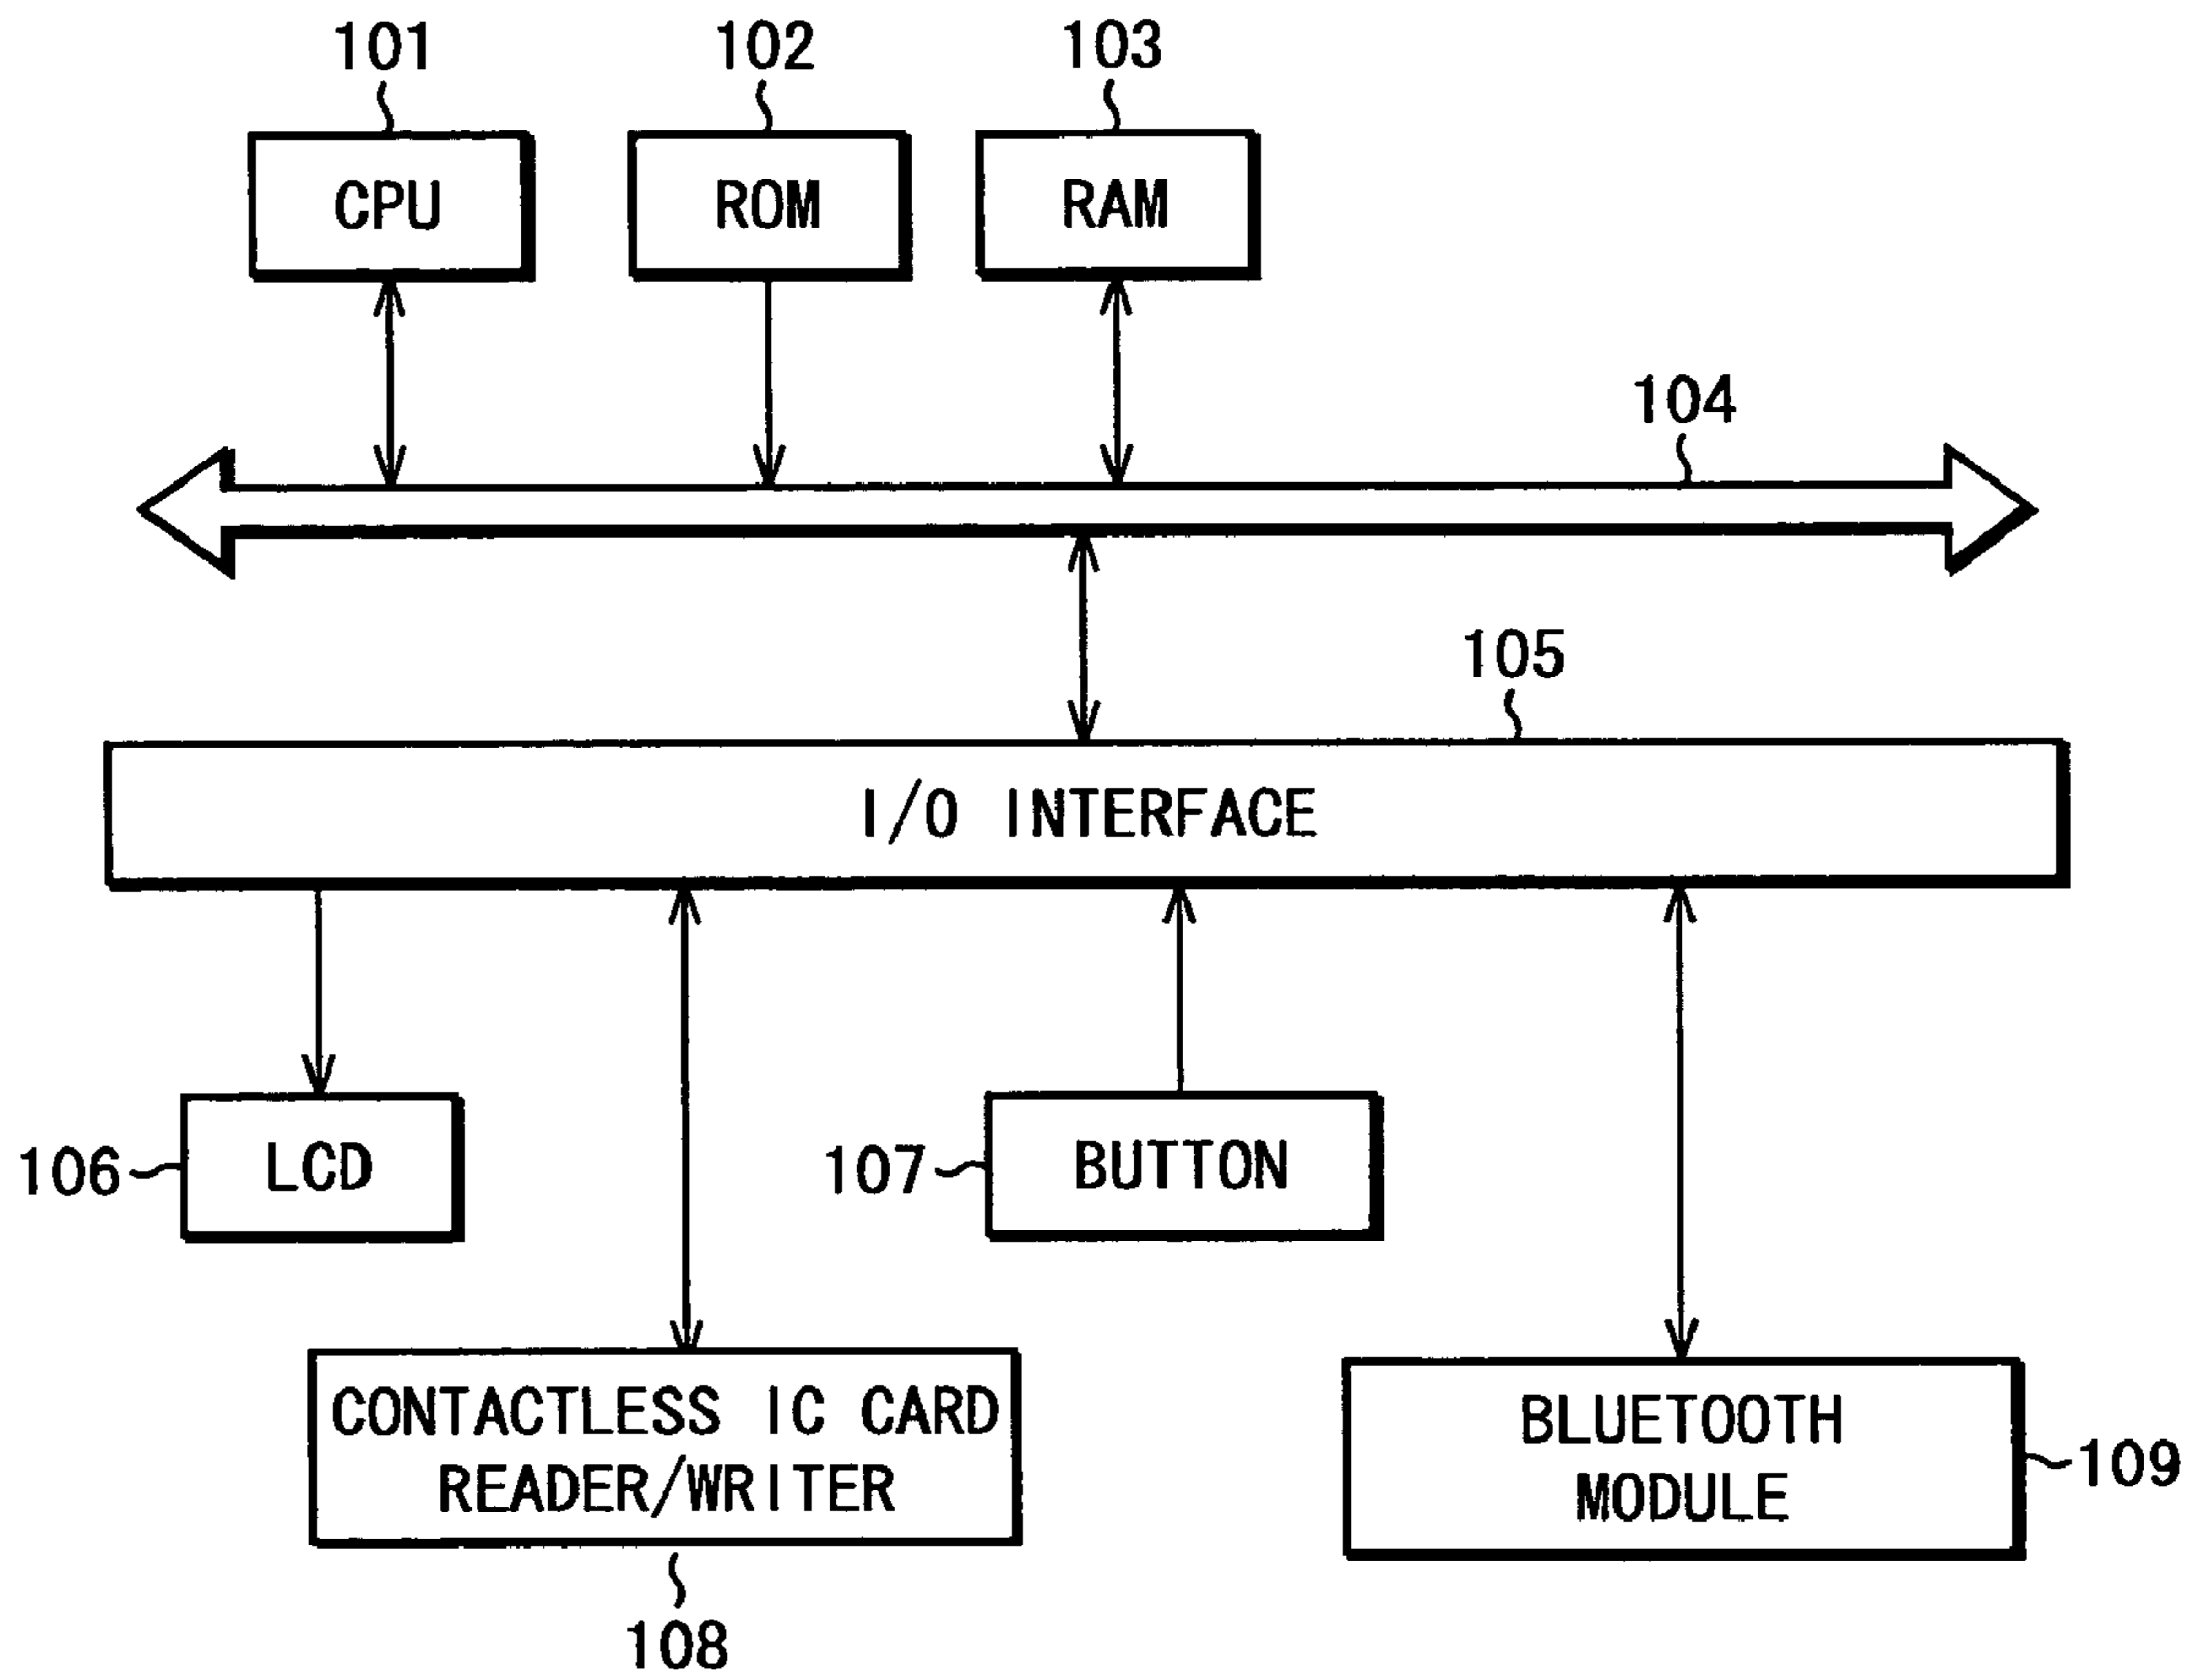 101
102
103
CPU
ROM
RAM
104
105
I/O INTERFACE
106
LCD
107
BUTTON
CONTACTLESS IC CARD
READER/WRITER
BLUETOOTH
MODULE
109
108